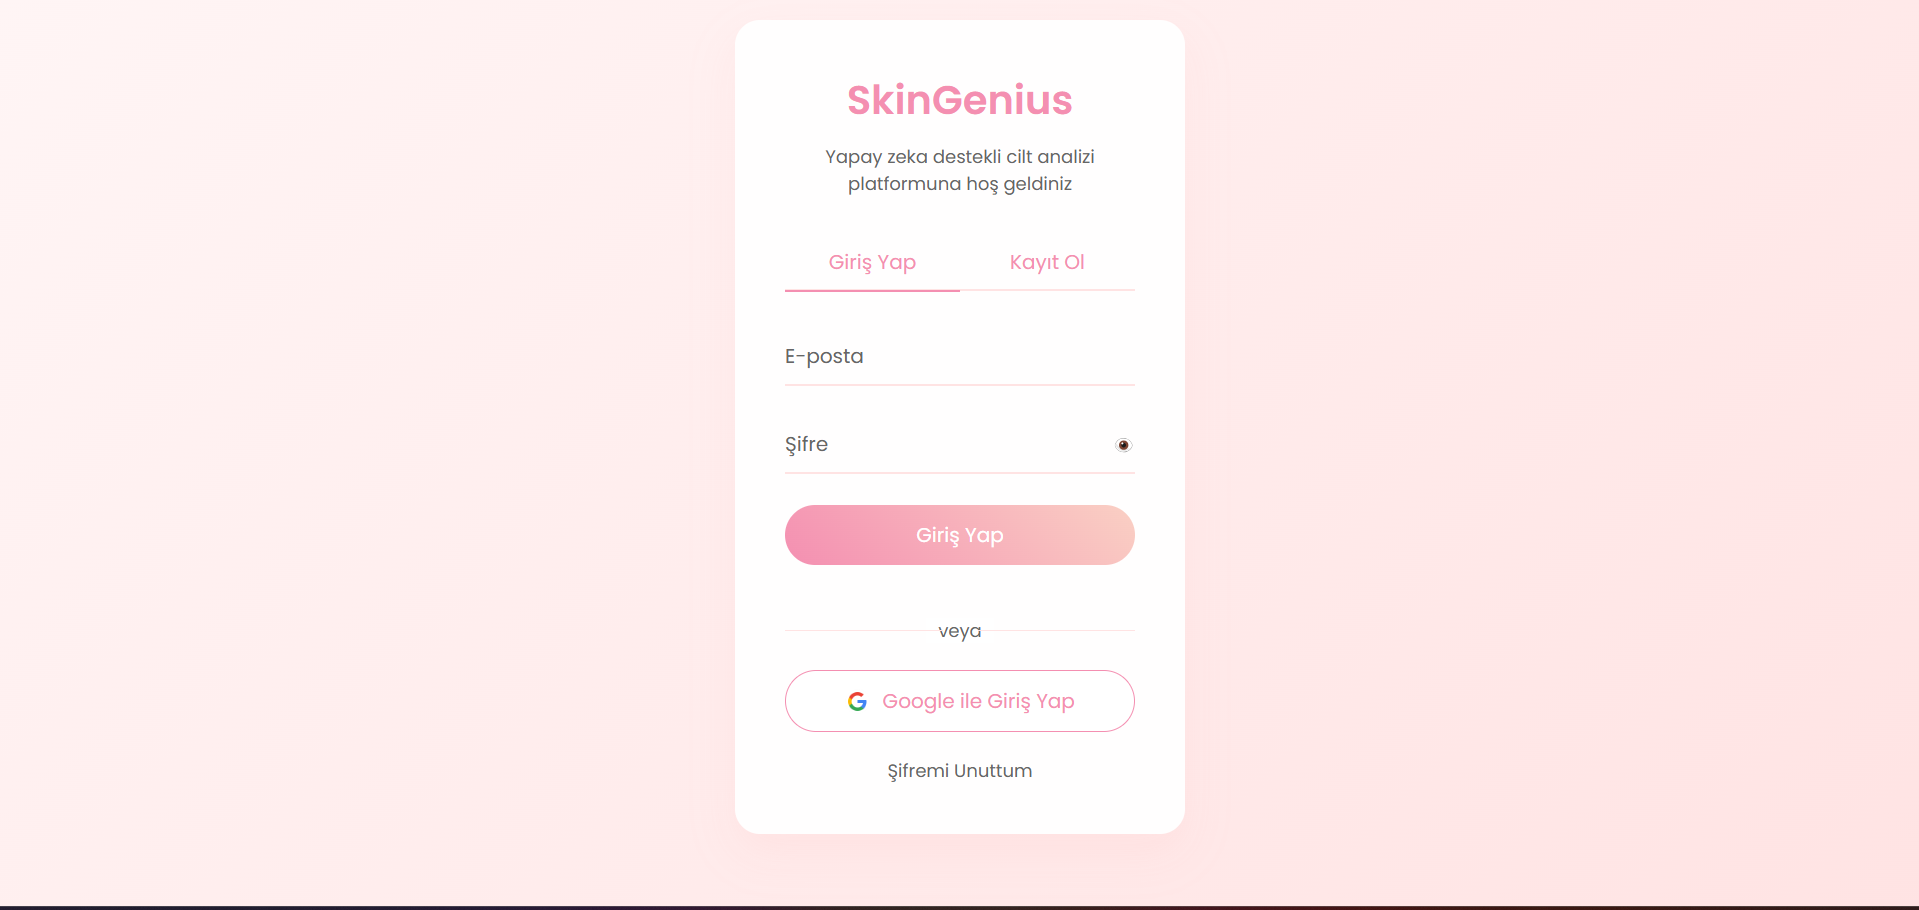 SkinGenius
Yapay zeka destekli cilt analizi
platformuna hoş geldiniz
Giriş Yap
Kayıt Ol
E-posta
Şifre
Giriş Yap
veya
Google ile Giriş Yap
Şifremi Unuttum